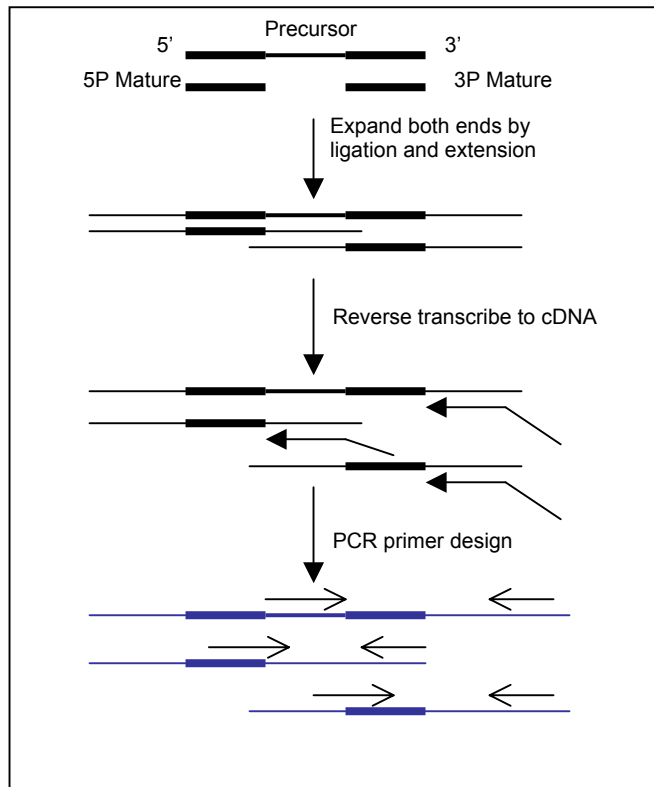 Precursor
5’ 3’
5P Mature 3P Mature
Expand both ends by
ligation and extension
Reverse transcribe to cDNA
PCR primer design